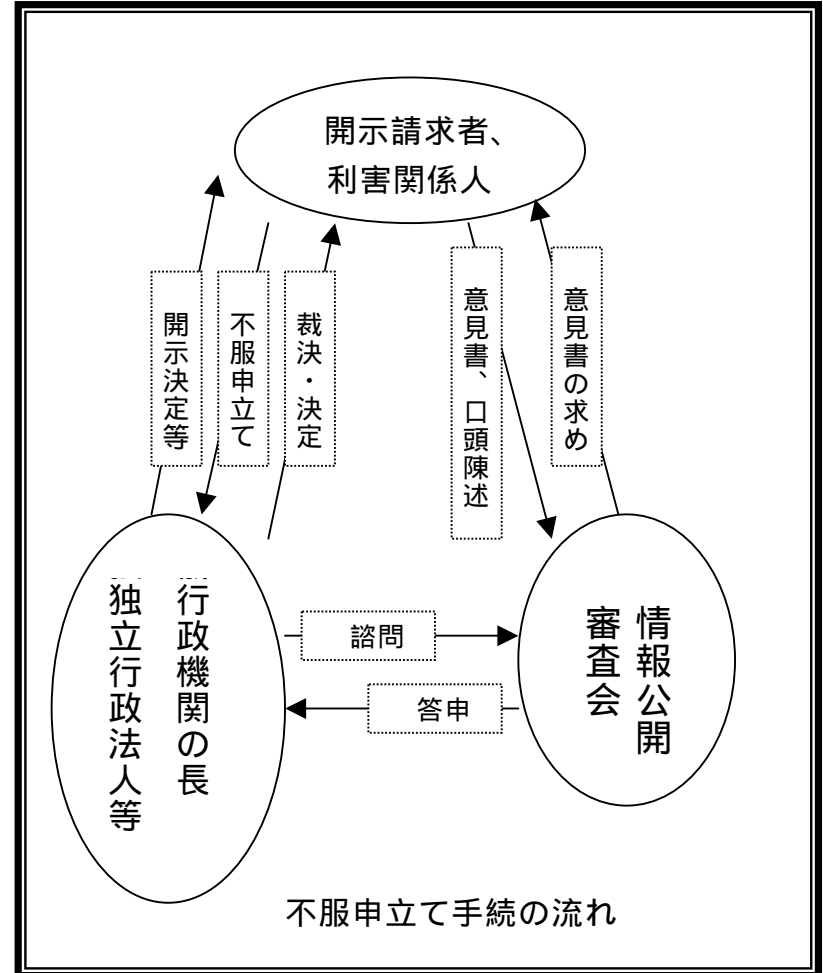 開示請求者、
利害関係人
開示決定等
不服申立て
裁決・決定
意見書、口頭陳述
意見書の求め
行政機関の長
独立行政法人等
諮問
答申
情報公開
審査会
不服申立て手続の流れ